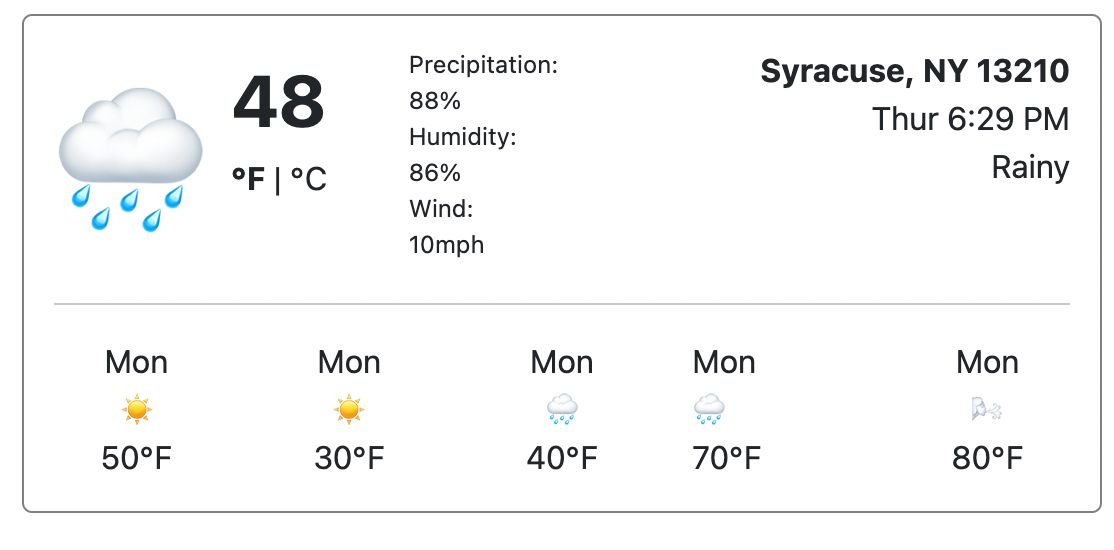 48
°F | °C
Precipitation:
88%
Humidity:
86%
Wind:
10mph
Syracuse, NY 13210
Thur 6:29 PM
Rainy
Mon Mon Mon Mon Mon
50°F 30°F 40°F 70°F 80°F